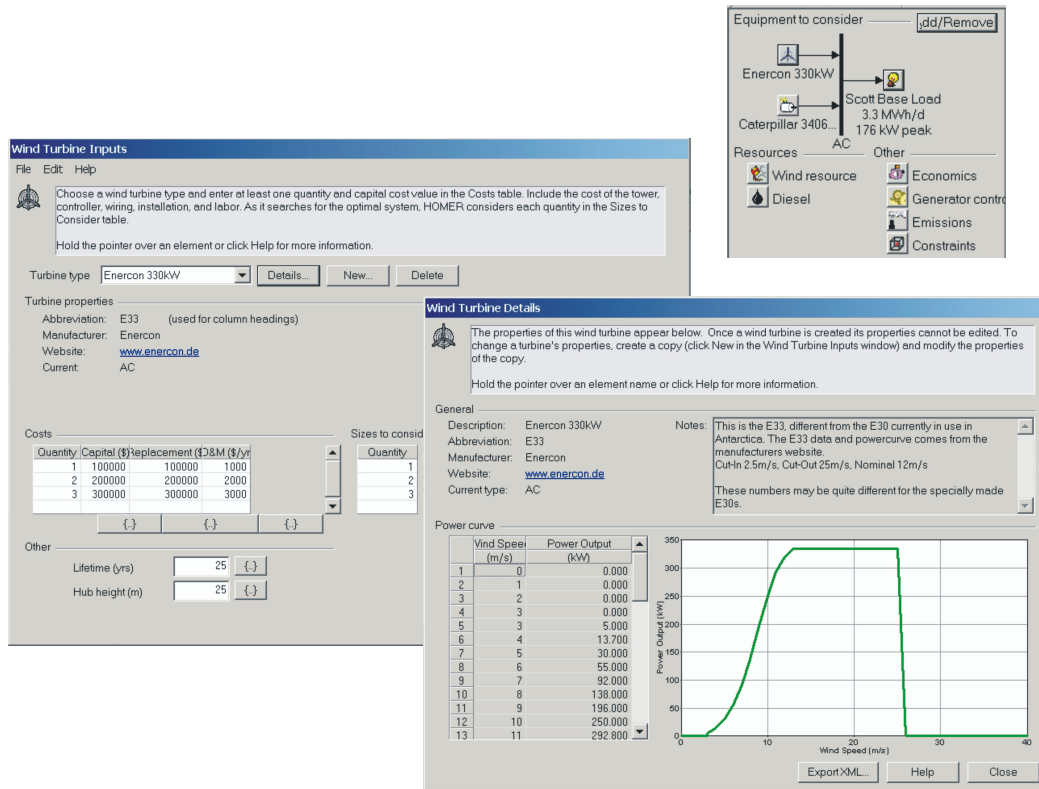 Equipment to consider
dd/Remove
Enercon 330kW
Scott Base Load
3.3 MWh/d
176 kW peak
Caterpillar 3406...
AC
Resources
Other
Wind resource
Economics
Diesel
Generator contro
Emissions
Constraints
Wind Turbine Inputs
File Edit Help
Choose a wind turbine type and enter at least one quantity and capital cost value in the Costs table. Include the cost of the tower,
controller, wiring, installation, and labor. As it searches for the optimal system, HOMER considers each quantity in the Sizes to
Consider table.
Hold the pointer over an element or click Help for more information.
Turbine type Enercon 330kW Details... New... Delete
Turbine properties
Abbreviation: E33 (used for column headings)
Manufacturer: Enercon
Website: www.enercon.de
Current: AC
Costs
Quantity Capital ($) Replacement ($ O&M ($/yr
1 100000 100000 1000
2 200000 200000 2000
3 300000 300000 3000
{..} {..} {..}
Sizes to consid
Quantity
1
2
3
Other
Lifetime (yrs) 25 {..}
Hub height (m) 25 {..}
Wind Turbine Details
The properties of this wind turbine appear below. Once a wind turbine is created its properties cannot be edited. To
change a turbine's properties, create a copy (click New in the Wind Turbine Inputs window) and modify the properties
of the copy.
Hold the pointer over an element name or click Help for more information.
General
Description: Enercon 330kW
Abbreviation: E33
Manufacturer: Enercon
Website: www.enercon.de
Current type: AC
Notes: This is the E33, different from the E30 currently in use in
Antarctica. The E33 data and powercurve comes from the
manufacturers website.
Cut-In 2.5m/s, Cut-Out 25m/s, Nominal 12m/s
These numbers may be quite different for the specially made
E30s.
Power curve
Wind Speed Power Output
(m/s) (kW)
1 0 0.000
2 1 0.000
3 2 0.000
4 3 0.000
5 3 5.000
6 4 13.700
7 5 30.000
8 6 55.000
9 7 92.000
10 8 138.000
11 9 196.000
12 10 250.000
13 11 292.800
Power Output (kW)
350
300
250
200
150
100
50
0
0 10 20 30 40
Wind Speed (m/s)
Export XML... Help Close